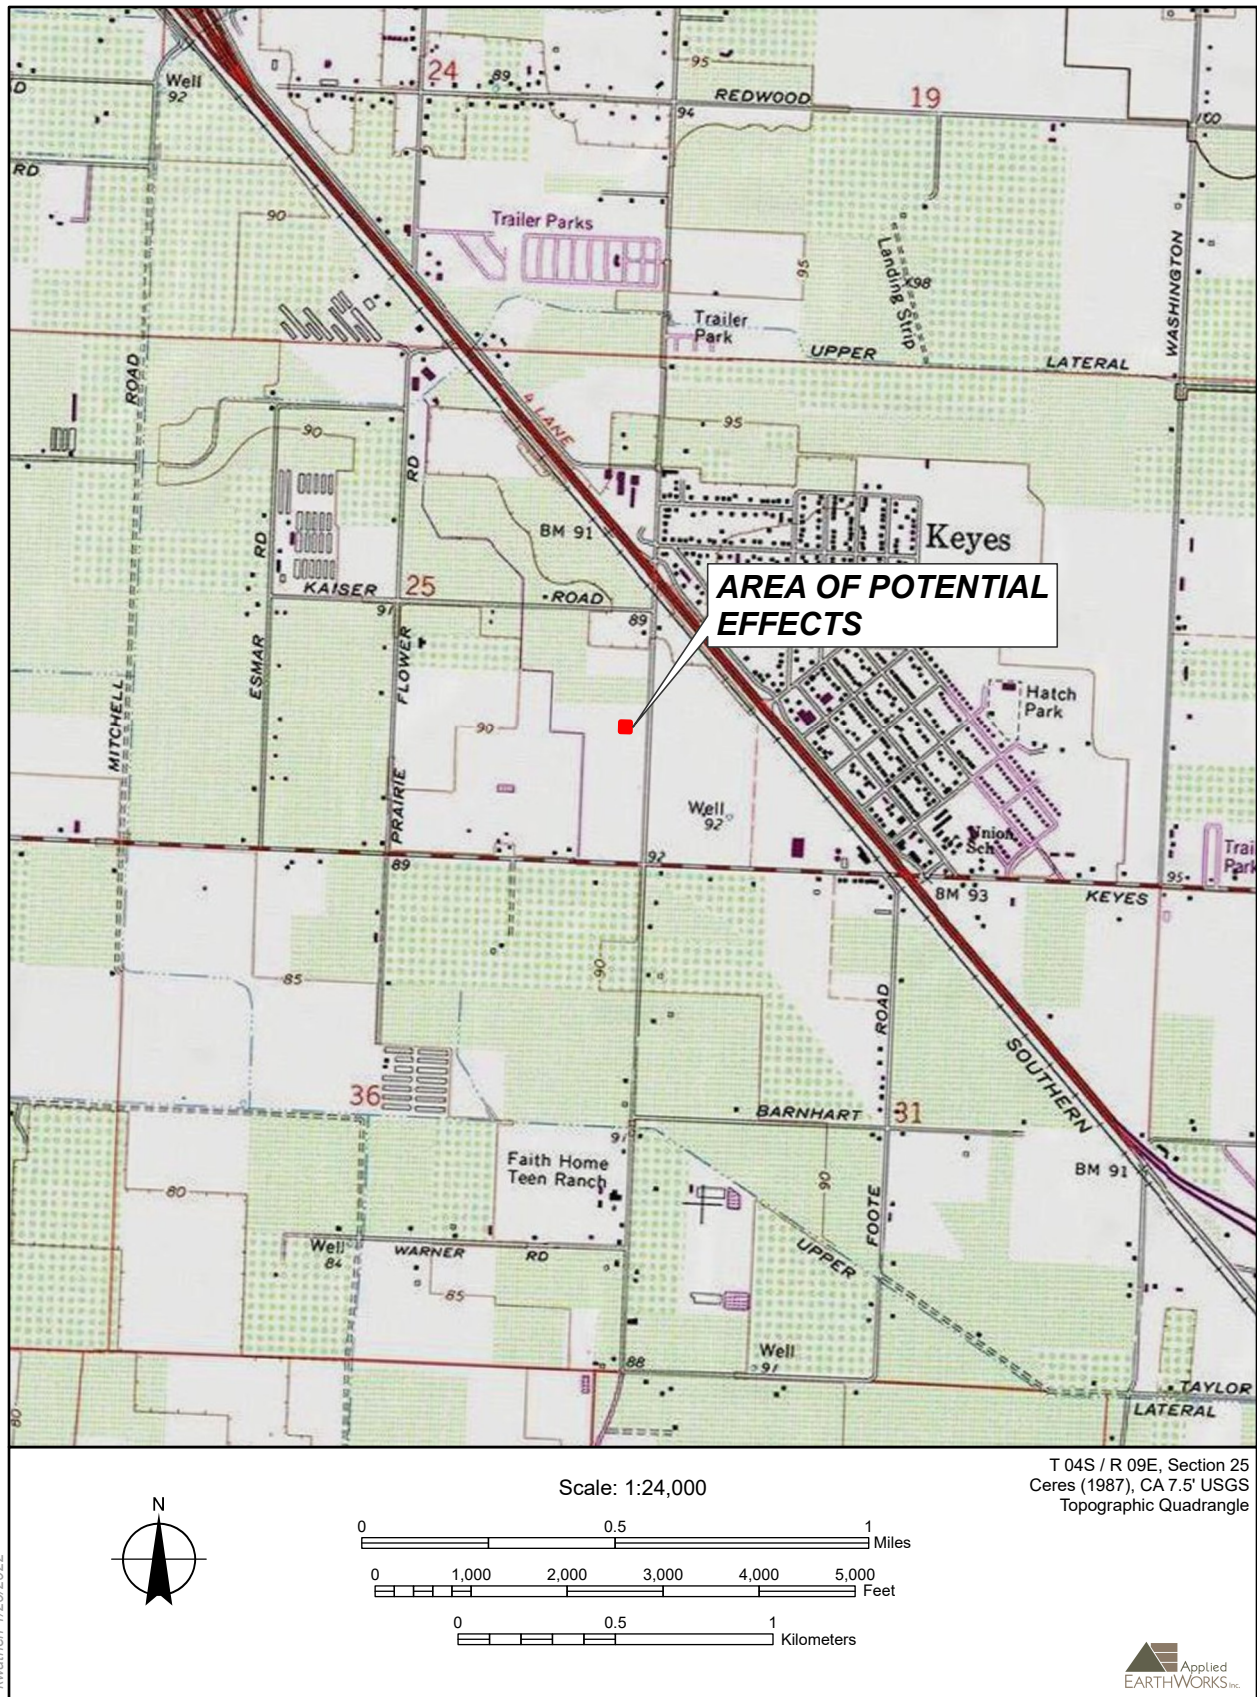 24
89
Well
92
95
REDWOOD
19
94
100
D
RD
90
Trailer Parks
95
Landing Strip
x98
WASHINGTON
Trailer
Park
UPPER
LATERAL
ROAD
4 LANE
90
95
RD
BM 91
Keyes
RD
KAISER
25
ROAD
91
89
AREA OF POTENTIAL
EFFECTS
ESMAR
FLOWER
MITCHELL
90
Hatch
Park
PRAIRIE
Well
92
Union
Sch
Trail
Park
89
92
BM 93
KEYES
95
85
90
ROAD
SOUTHERN
36
BARNHART
31
91
Faith Home
Teen Ranch
BM 91
80
90
FOOTE
Well
84
WARNER
RD
UPPER
85
Well
91
88
TAYLOR
LATERAL
80
T 04S / R 09E, Section 25
Ceres (1987), CA 7.5' USGS
Topographic Quadrangle
Scale: 1:24,000
N
0 0.5 1
Miles
0 1,000 2,000 3,000 4,000 5,000
Feet
0 0.5 1
Kilometers
Applied
EARTHWORKS Inc.